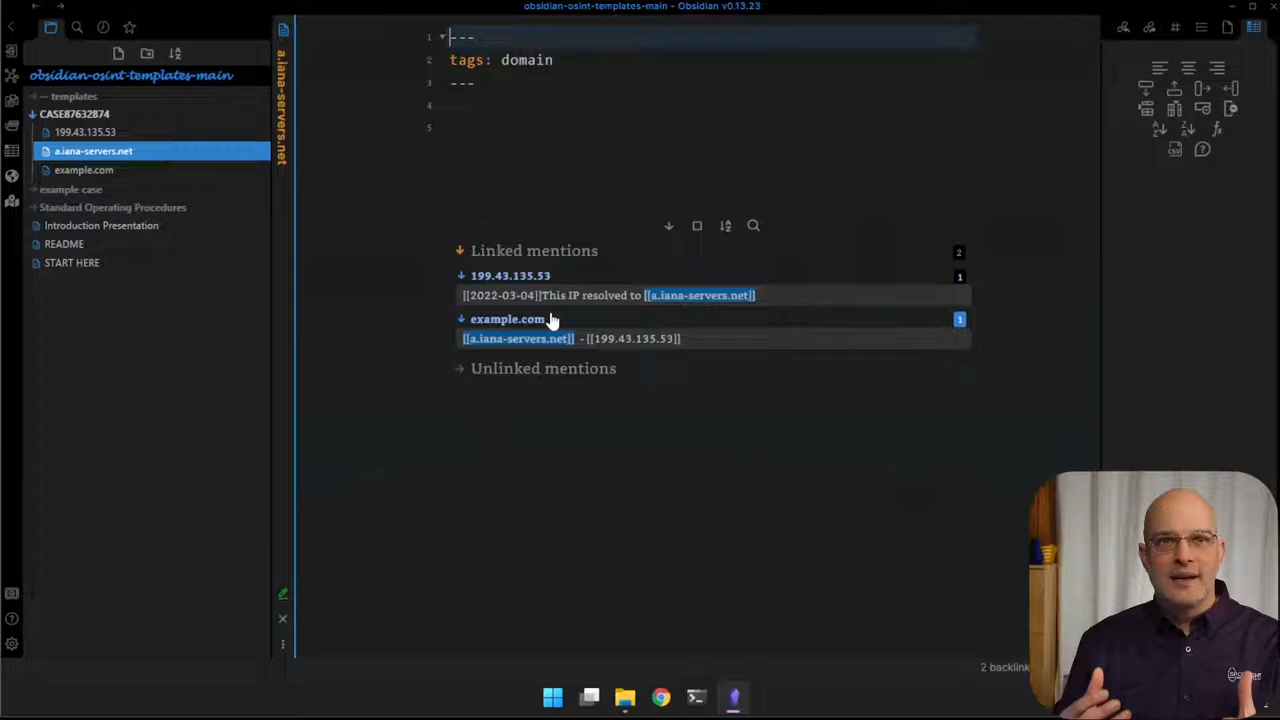 obsidian-osint-templates-main - Obsidian v0.13.23
obsidian-osint-templates-main
-- templates
CASE87632874
199.43.135.53
a.iana-servers.net
example.com
example case
Standard Operating Procedures
Introduction Presentation
README
START HERE
a.iana-servers.net
1 ---
2 tags: domain
3 ---
4
5
Linked mentions 2
199.43.135.53 1
[[2022-03-04]]This IP resolved to [[a.iana-servers.net]]
example.com 1
[[a.iana-servers.net]] - [[199.43.135.53]]
Unlinked mentions
CSV
2 backlink